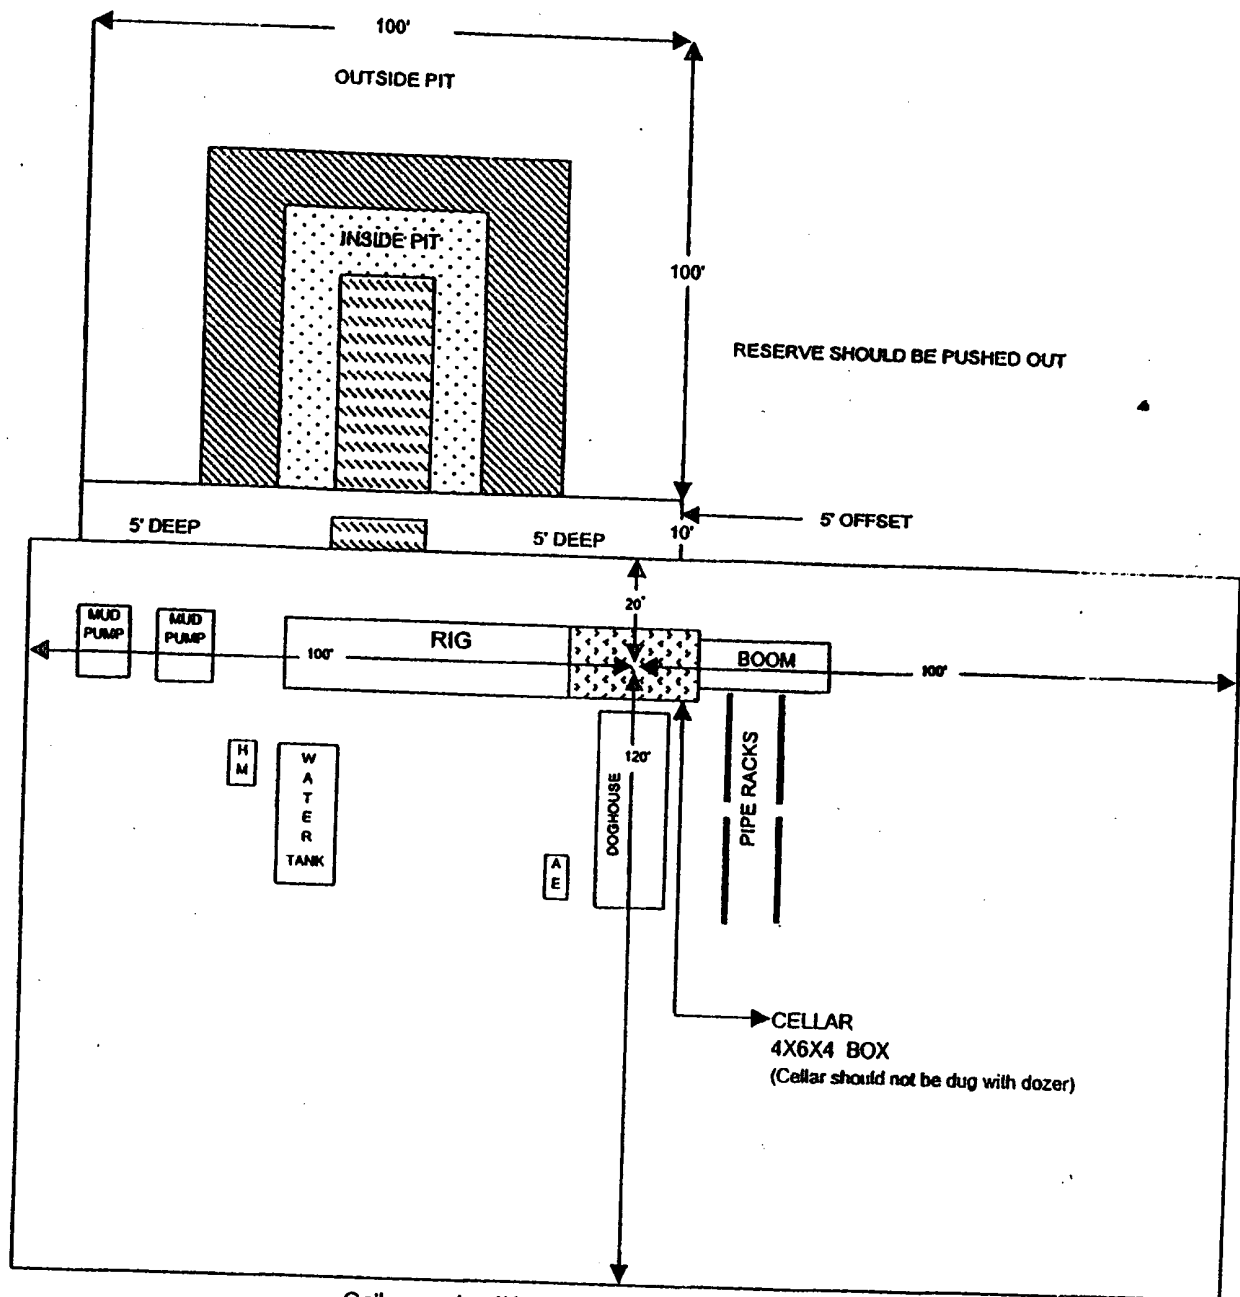 100'
OUTSIDE PIT
INSIDE PIT
100'
RESERVE SHOULD BE PUSHED OUT
5' DEEP
5' DEEP
10'
5' OFFSET
20'
MUD
PUMP
MUD
PUMP
100'
RIG
BOOM
100'
H
M
W
A
T
E
R
TANK
120'
DOGHOUSE
PIPE RACKS
A
E
CELLAR
4X6X4 BOX
(Cellar should not be dug with dozer)